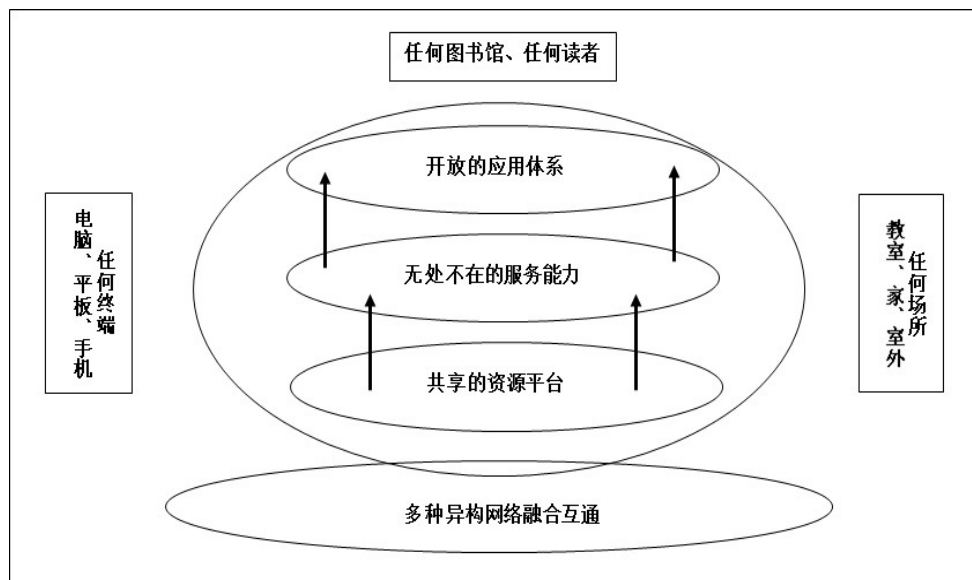 任何图书馆、任何读者
开放的应用体系
任何终端
电脑、平板、手机
无处不在的服务能力
任何场所
教室、家、室外
共享的资源平台
多种异构网络融合互通